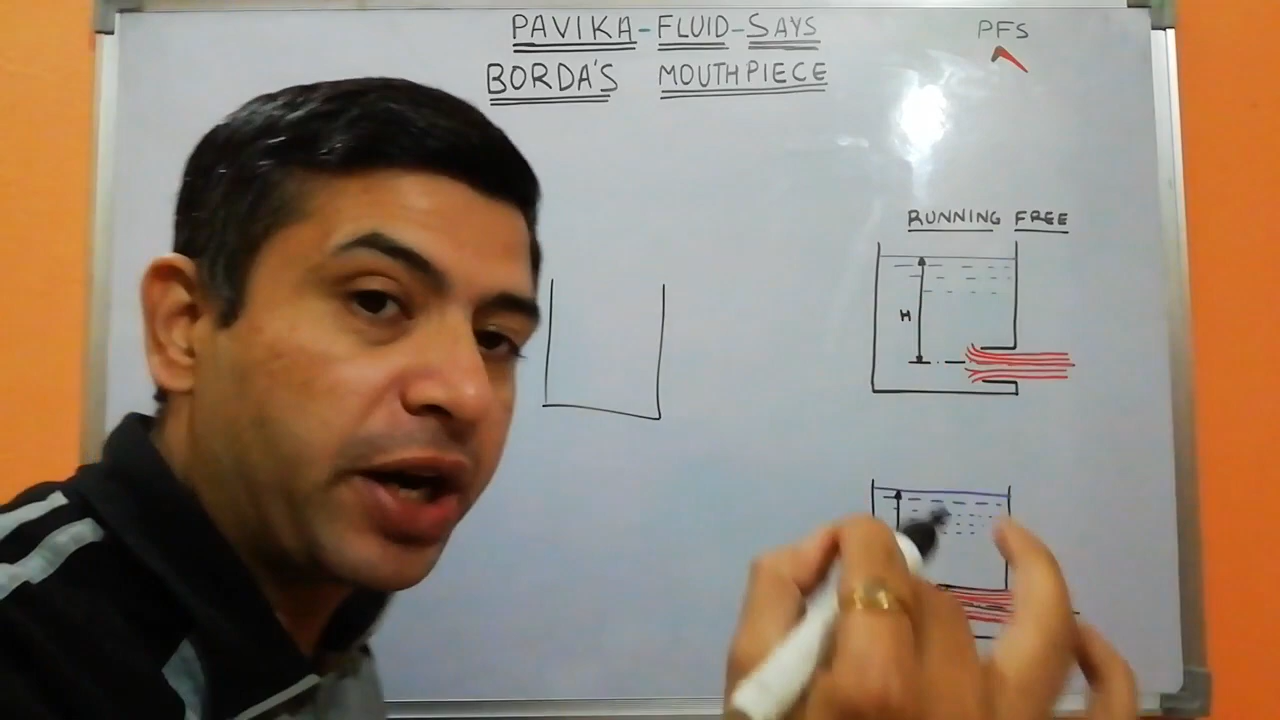 PAVIKA-FLUID-SAYS
PFS
BORDA'S MOUTHPIECE
RUNNING FREE
H